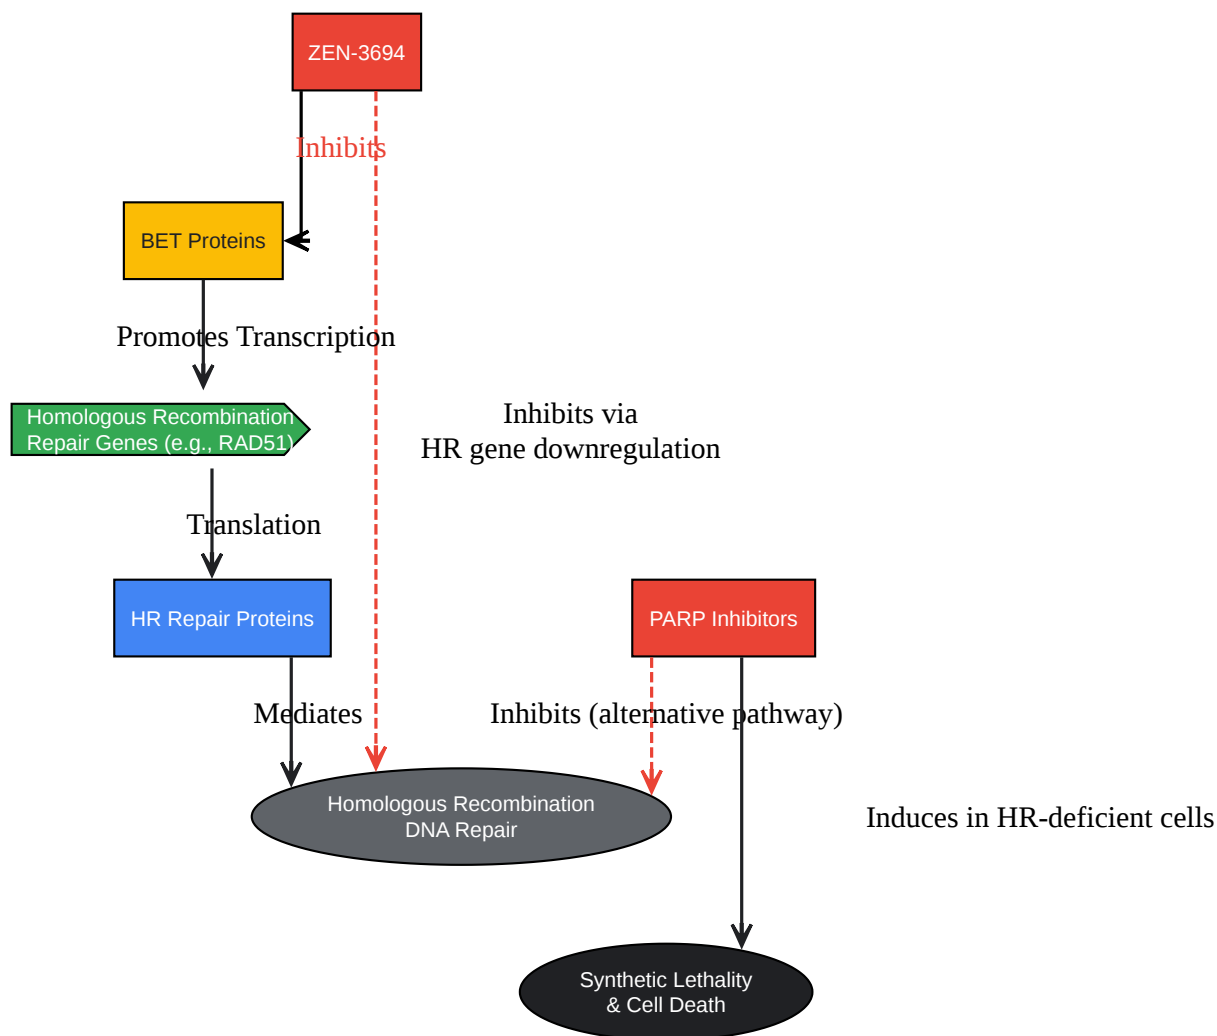 ZEN-3694
Inhibits
BET Proteins
Promotes Transcription
Homologous Recombination
Repair Genes (e.g., RAD51)
Inhibits via
HR gene downregulation
Translation
HR Repair Proteins
PARP Inhibitors
Mediates
Inhibits (alternative pathway)
Homologous Recombination
DNA Repair
Induces in HR-deficient cells
Synthetic Lethality
& Cell Death